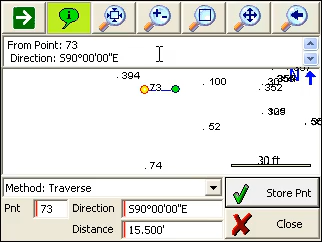 From Point: 73
Direction: S90°00'00"E
394
73
100
352
N
52
74
30 ft
Method: Traverse
Store Pnt
Pnt 73 Direction S90°00'00"E
Distance 15.500'
Close